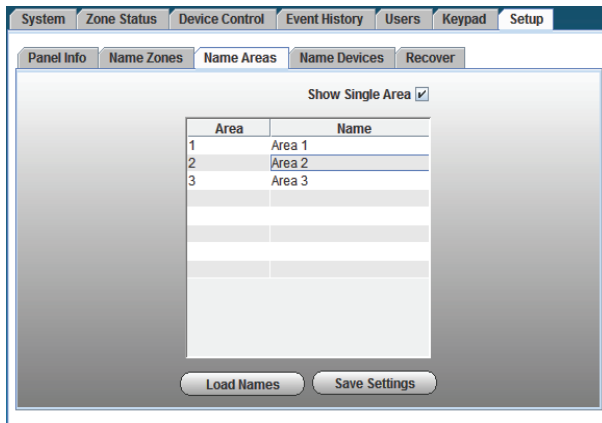 System Zone Status Device Control Event History Users Keypad Setup
Panel Info Name Zones Name Areas Name Devices Recover
Show Single Area
Area Name
1 Area 1
2 Area 2
3 Area 3
Load Names Save Settings